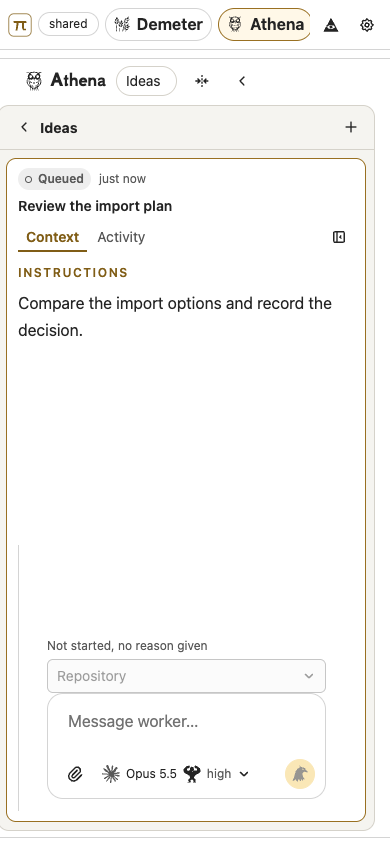 π shared Demeter Athena
Athena Ideas
Ideas
Queued just now
Review the import plan
Context Activity
INSTRUCTIONS
Compare the import options and record the
decision.
Not started, no reason given
Repository
Message worker...
Opus 5.5 high